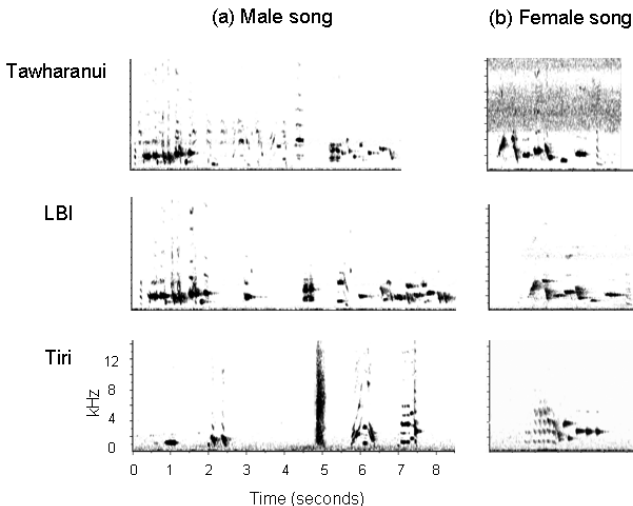 (a) Male song
(b) Female song
Tawharanui
LBI
Tiri
12
8
4
0
kHz
0 1 2 3 4 5 6 7 8
Time (seconds)